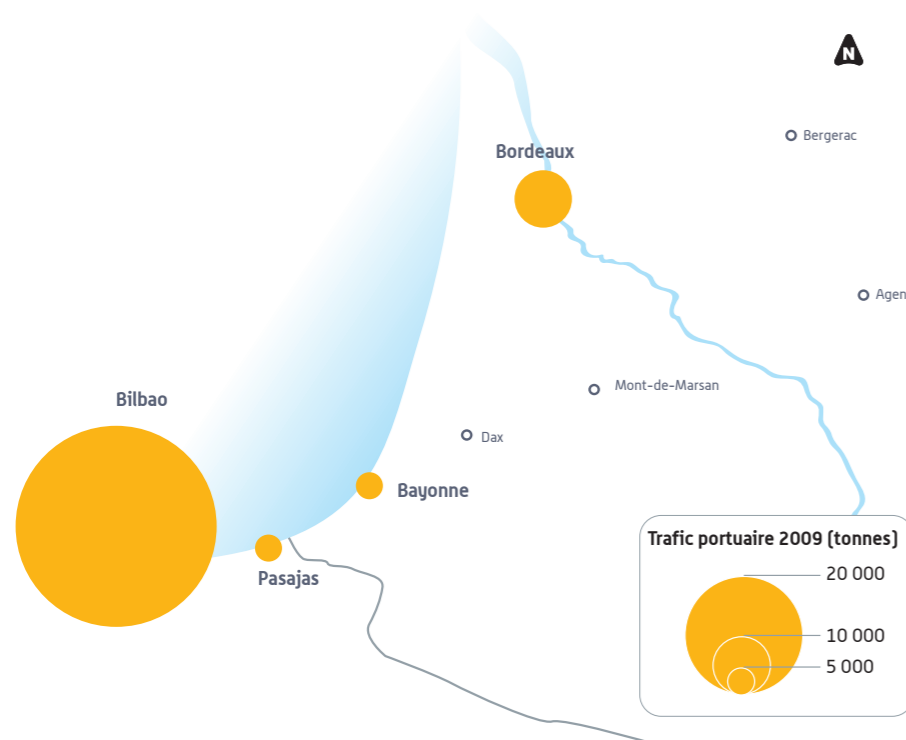 N
Bergerac
Bordeaux
Agen
Mont-de-Marsan
Bilbao
Dax
Bayonne
Pasajas
Trafic portuaire 2009 (tonnes)
20 000
10 000
5 000